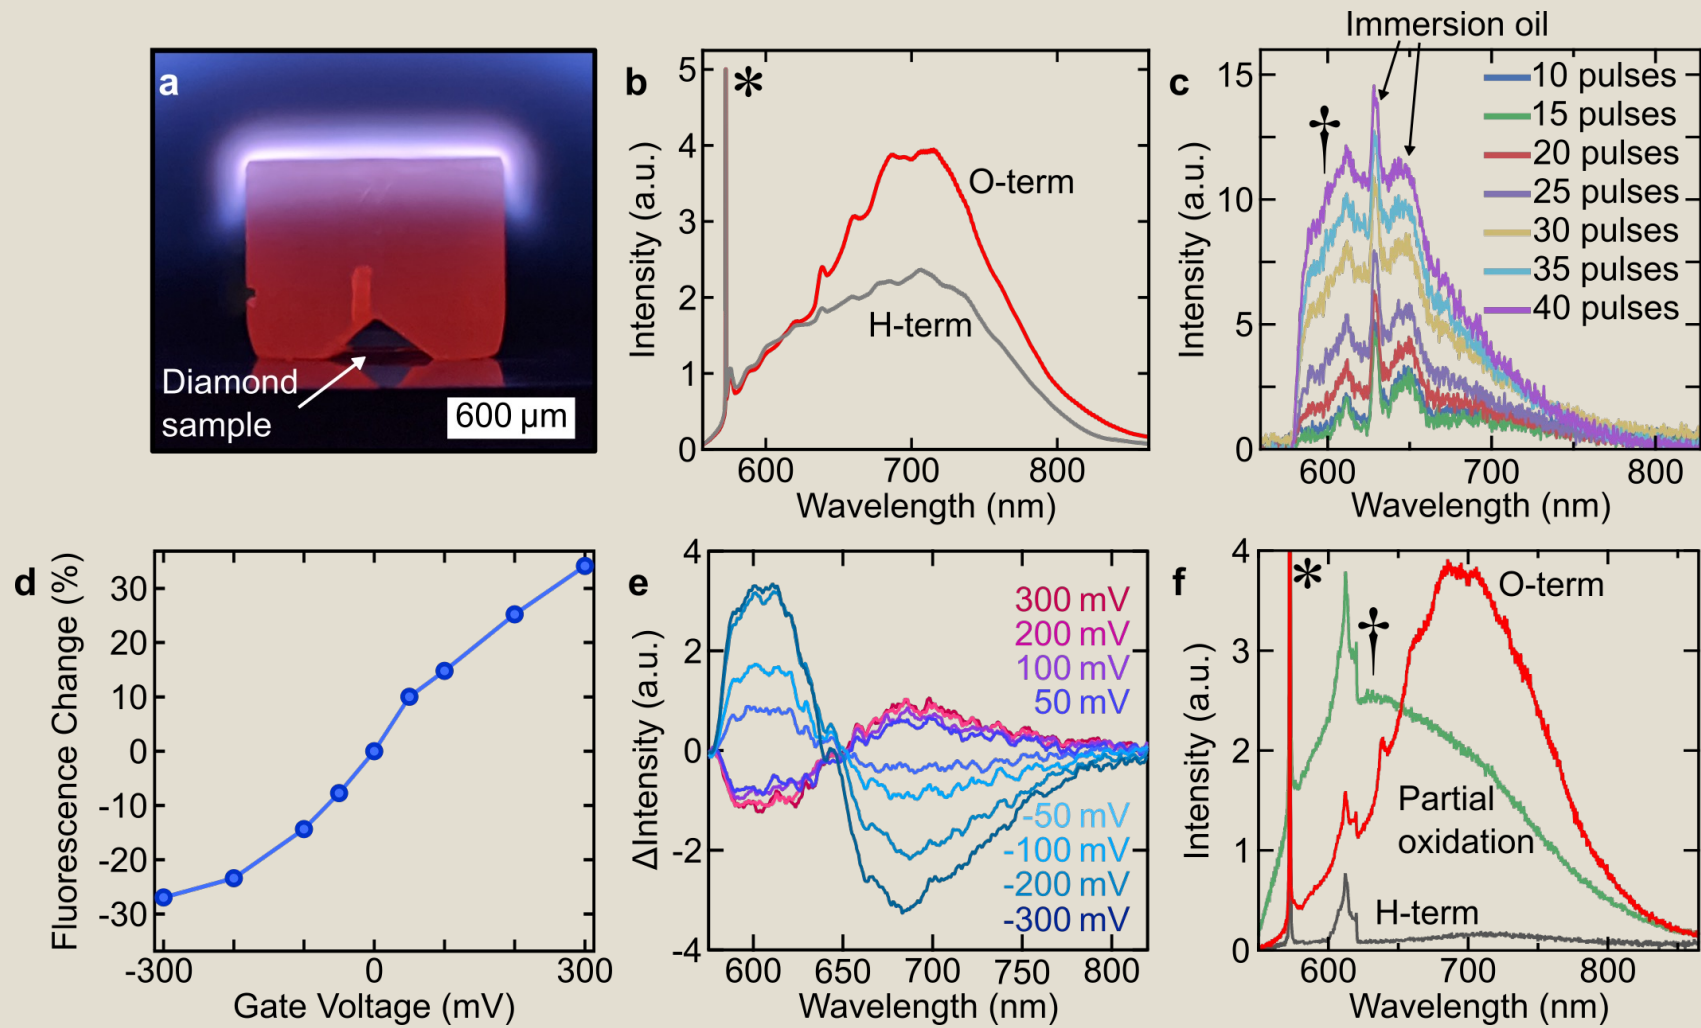 a
Diamond
sample
600 µm
b
*
5
4
3
2
1
0
Intensity (a.u.)
O-term
H-term
600
700
800
Wavelength (nm)
Immersion oil
c
†
15
10
5
0
Intensity (a.u.)
10 pulses
15 pulses
20 pulses
25 pulses
30 pulses
35 pulses
40 pulses
600
700
800
Wavelength (nm)
d
Fluorescence Change (%)
30
20
10
0
-10
-20
-30
-300
0
300
Gate Voltage (mV)
e
4
2
0
-2
-4
ΔIntensity (a.u.)
300 mV
200 mV
100 mV
50 mV
-50 mV
-100 mV
-200 mV
-300 mV
600
650
700
750
800
Wavelength (nm)
f
*
†
4
3
2
1
0
Intensity (a.u.)
O-term
Partial
oxidation
H-term
600
700
800
Wavelength (nm)